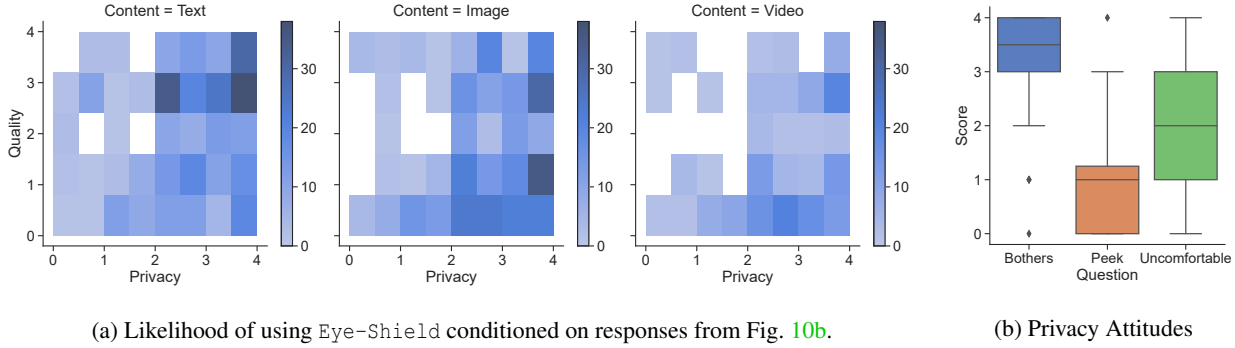 Content = Text
Content = Image
Content = Video
4
3
2
1
0
Quality
0 1 2 3 4
Privacy
30
20
10
0
0 1 2 3 4
Privacy
30
20
10
0
0 1 2 3 4
Privacy
30
20
10
0
4
3
2
1
0
Score
Bothers Peek Uncomfortable
Question
(a) Likelihood of using Eye-Shield conditioned on responses from Fig. 10b.
(b) Privacy Attitudes